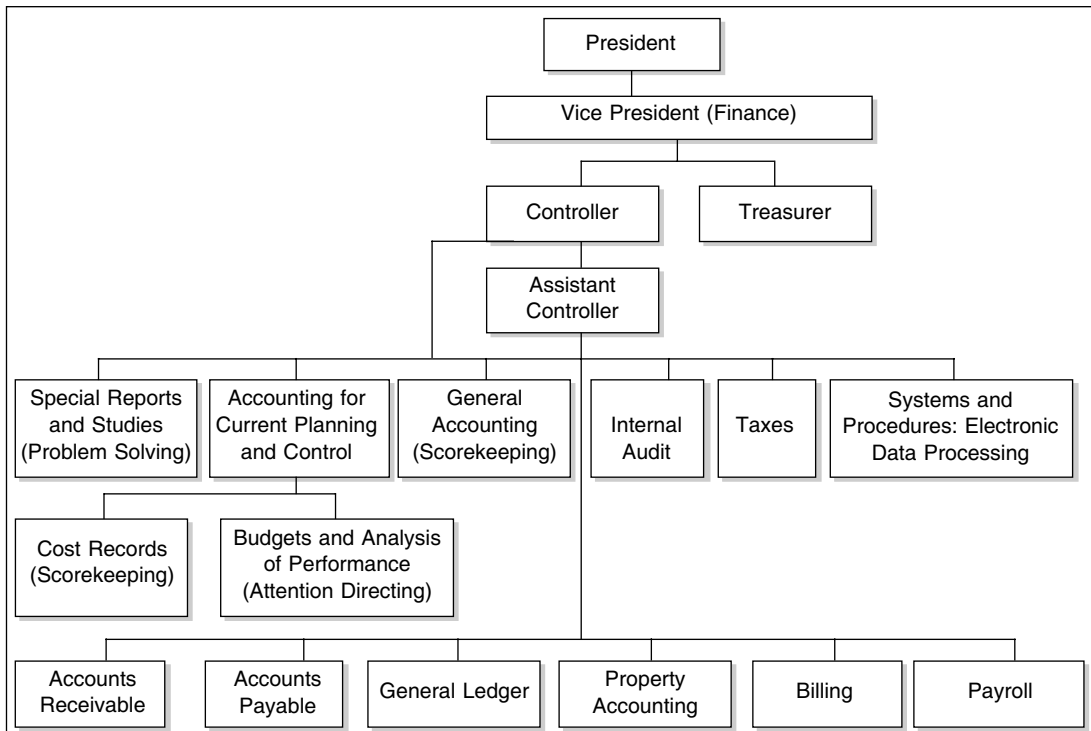 President
Vice President (Finance)
Controller
Treasurer
Assistant
Controller
Special Reports
and Studies
(Problem Solving)
Accounting for
Current Planning
and Control
General
Accounting
(Scorekeeping)
Internal
Audit
Taxes
Systems and
Procedures: Electronic
Data Processing
Cost Records
(Scorekeeping)
Budgets and Analysis
of Performance
(Attention Directing)
Accounts
Receivable
Accounts
Payable
General Ledger
Property
Accounting
Billing
Payroll